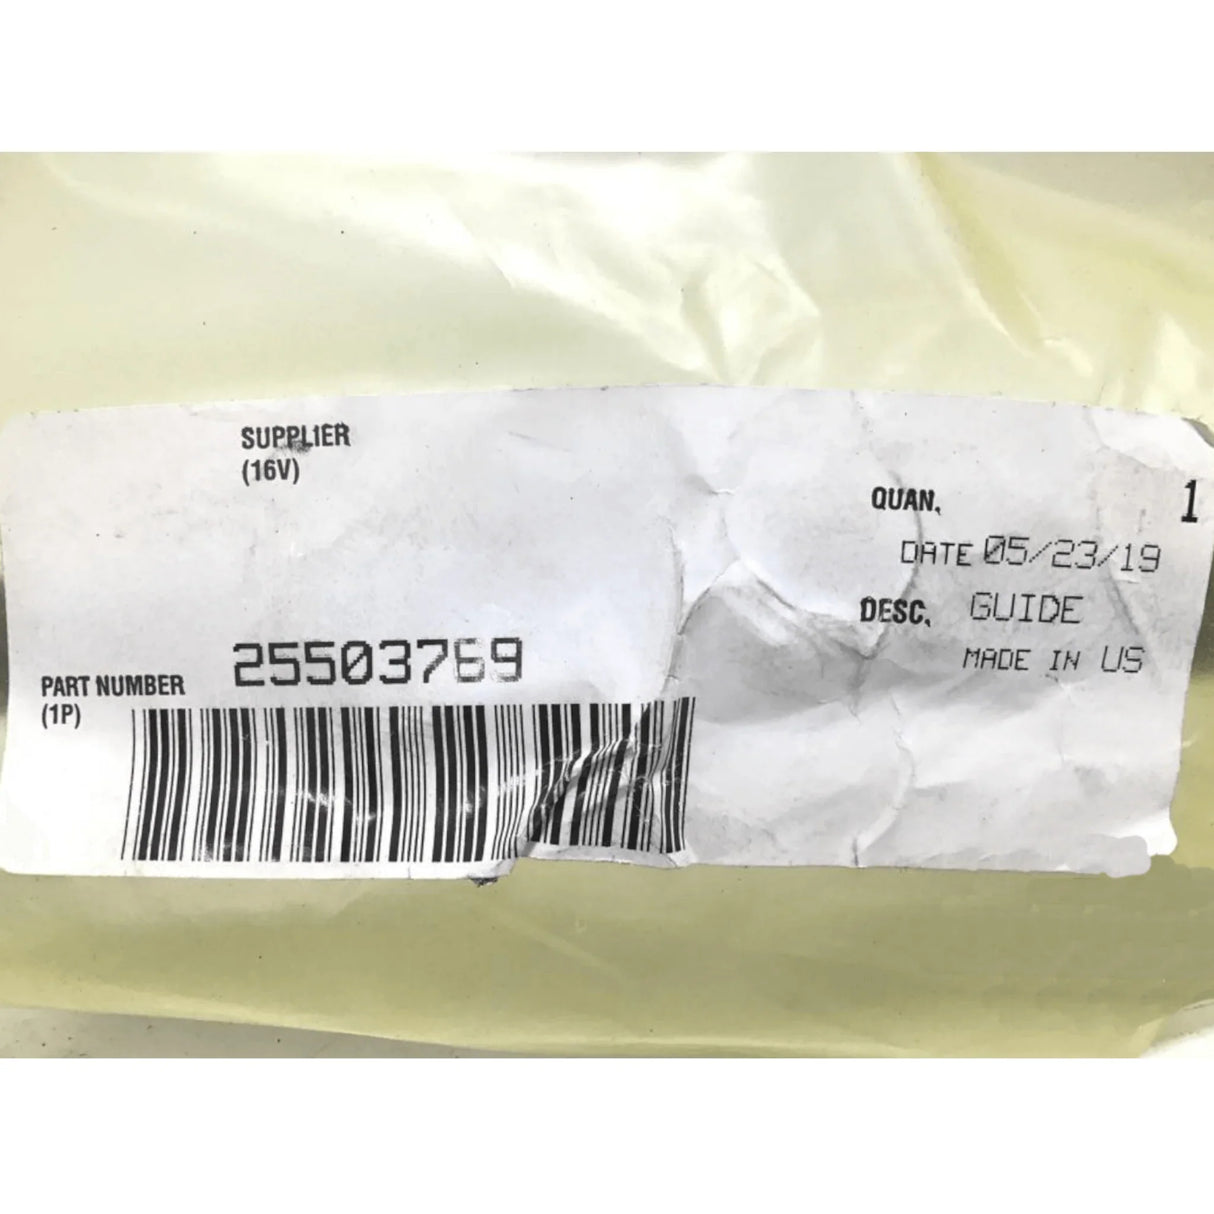 SUPPLIER
(16V)
QUAN. 1
DATE 05/23/19
DESC. GUIDE
MADE IN US
PART NUMBER 25503769
(1P)